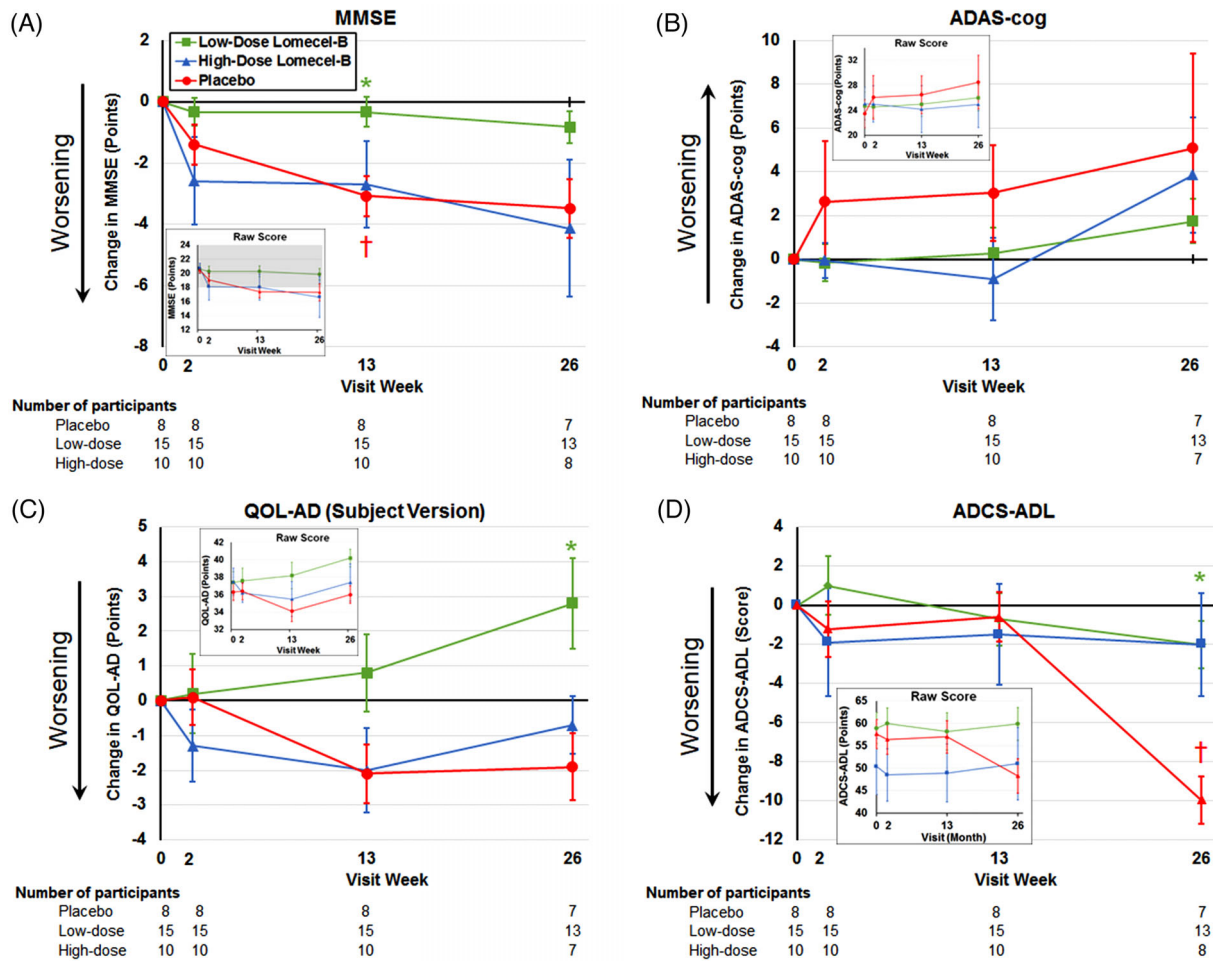 (A)
MMSE
Low-Dose Lomecel-B
High-Dose Lomecel-B
Placebo
Worsening
Change in MMSE (Points)
2
0
-2
-4
-6
-8
*
†
Raw Score
MMSE (Points)
24
22
20
18
16
14
12
0 2 13 26
Visit Week
0 2 13 26
Visit Week
Number of participants
Placebo 8 8 8 7
Low-dose 15 15 15 13
High-dose 10 10 10 8
(B)
ADAS-cog
Worsening
Change in ADAS-cog (Points)
10
8
6
4
2
0
-2
-4
Raw Score
ADAS-cog (Points)
32
28
24
20
0 2 13 26
Visit Week
0 2 13 26
Visit Week
Number of participants
Placebo 8 8 8 7
Low-dose 15 15 15 13
High-dose 10 10 10 7
(C)
QOL-AD (Subject Version)
Worsening
Change in QOL-AD (Points)
5
4
3
2
1
0
-1
-2
-3
-4
*
Raw Score
QOL-AD (Points)
42
40
38
36
34
32
0 2 13 26
Visit Week
0 2 13 26
Visit Week
Number of participants
Placebo 8 8 8 7
Low-dose 15 15 15 13
High-dose 10 10 10 7
(D)
ADCS-ADL
Worsening
Change in ADCS-ADL (Score)
4
2
0
-2
-4
-6
-8
-10
-12
*
†
Raw Score
ADCS-ADL (Points)
65
60
55
50
45
40
0 2 13 26
Visit (Month)
0 2 13 26
Visit Week
Number of participants
Placebo 8 8 8 7
Low-dose 15 15 15 13
High-dose 10 10 10 8